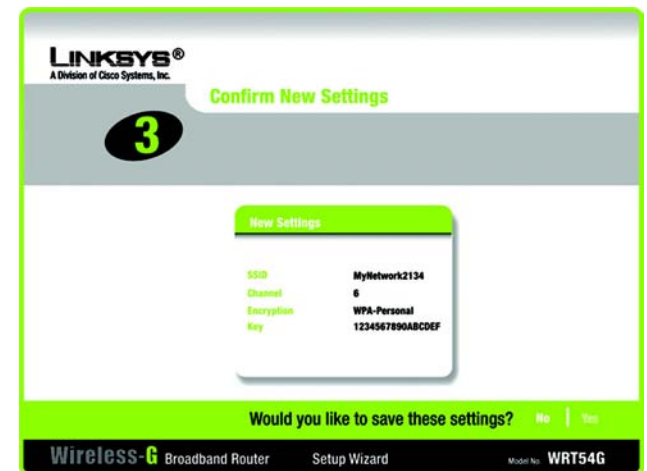 LINKSYS®
A Division of Cisco Systems, Inc.
Confirm New Settings
3
New Settings
SSID MyNetwork2134
Channel 6
Encryption WPA-Personal
Key 1234567890ABCDEF
Would you like to save these settings? No | Yes
Wireless-G Broadband Router Setup Wizard Model No. WRT54G